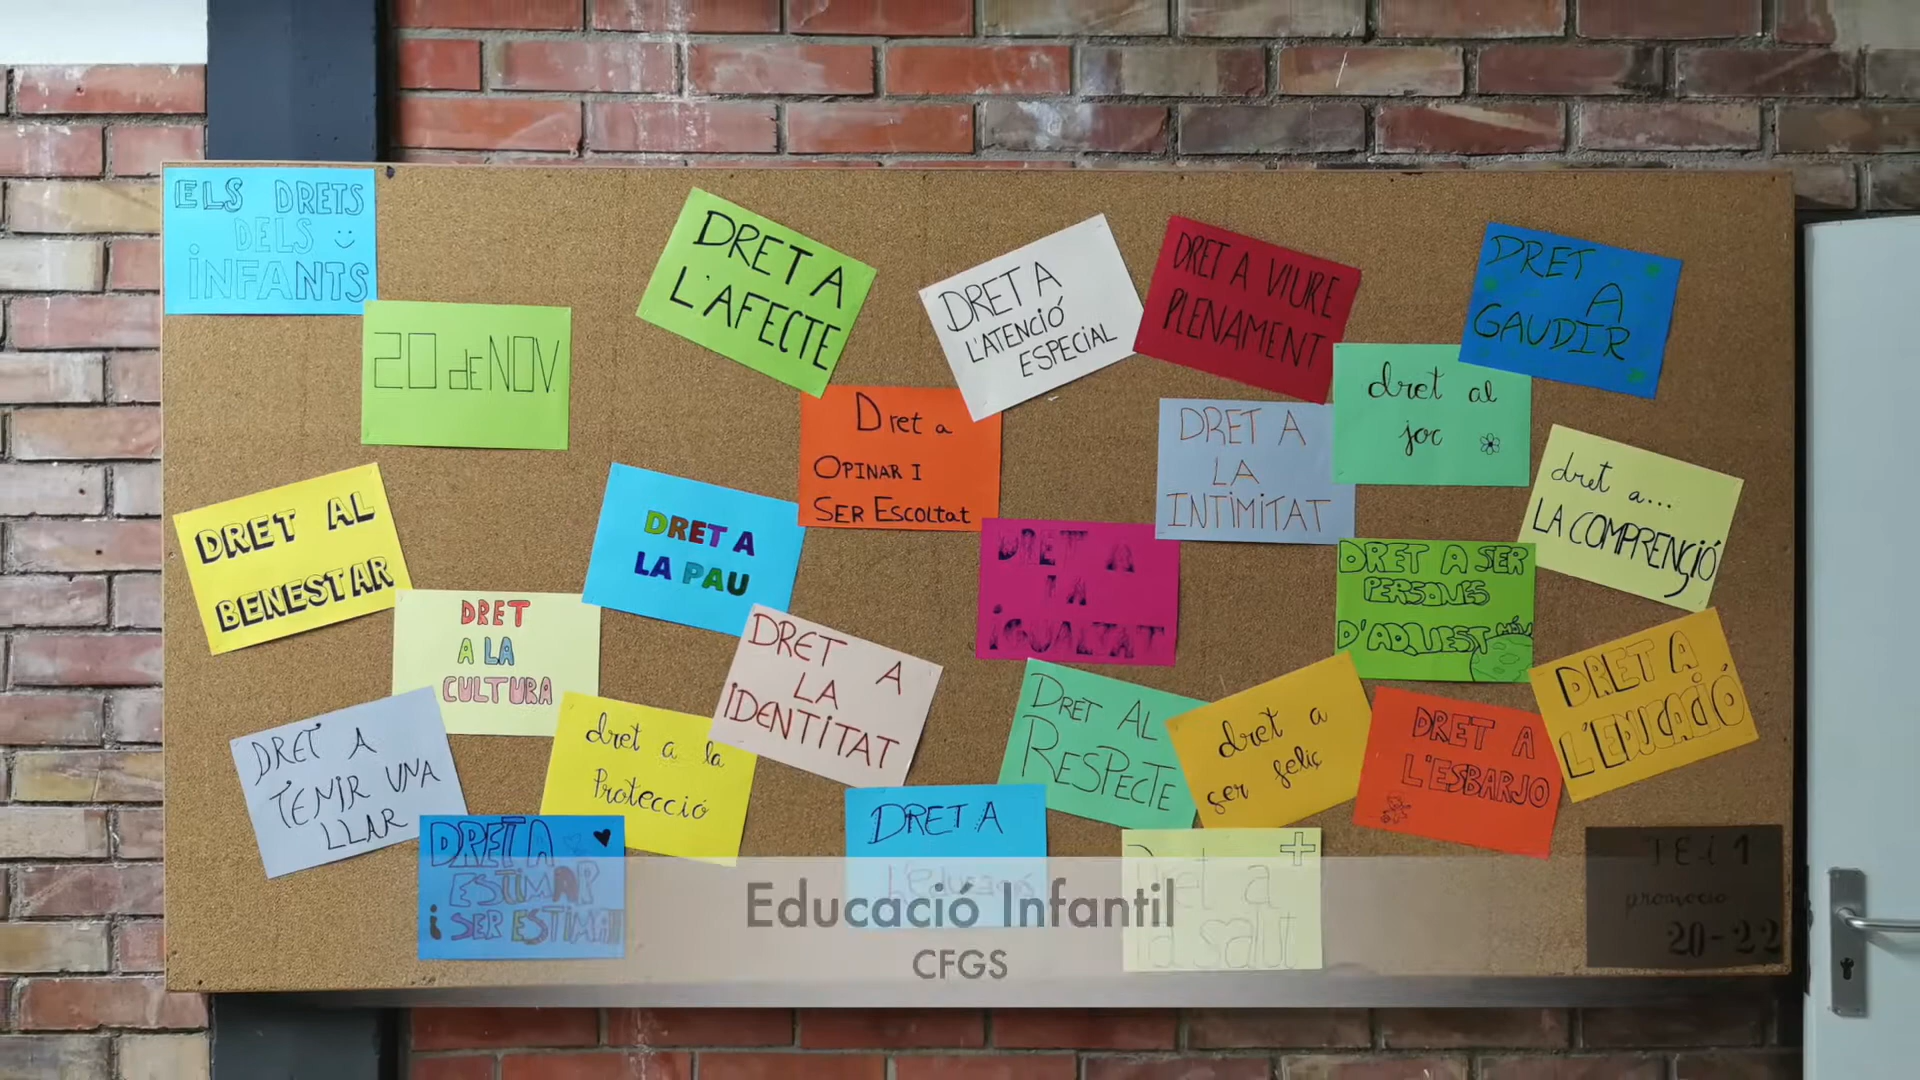 ELS DRETS
DELS
iNFANTS
20 dE NOV.
DRET A
L'AFECTE
DRET A
L'ATENCIÓ
ESPECIAL
DRET A VIURE
PLENAMENT
DRET
A
GAUDIR
Dret a
OPINAR I
SER EScoltat
DRET A
LA
INTIMITAT
dret al
joc
dret a...
LA COMPRENÇIÓ
DRET AL
BENESTAR
DRET A
LA PAU
DRET A
LA
iGUALTAT
DRET A SER
PERSONES
D'AQUEST MÓN
DRET
A LA
CULTURA
DRET A
LA
iDENTiTAT
DRET A
TENIR UNA
LLAR
dret a la
Protecció
DRET AL
RESPECTE
dret a
ser feliç
DRET A
L'ESBARJO
DRET A
L'EDUCACIÓ
DRET A
ESTIMAR
i SER ESTIMAT
DRET A
Dret a
la salut
TEi 1
promoció
20-22
Educació Infantil
CFGS